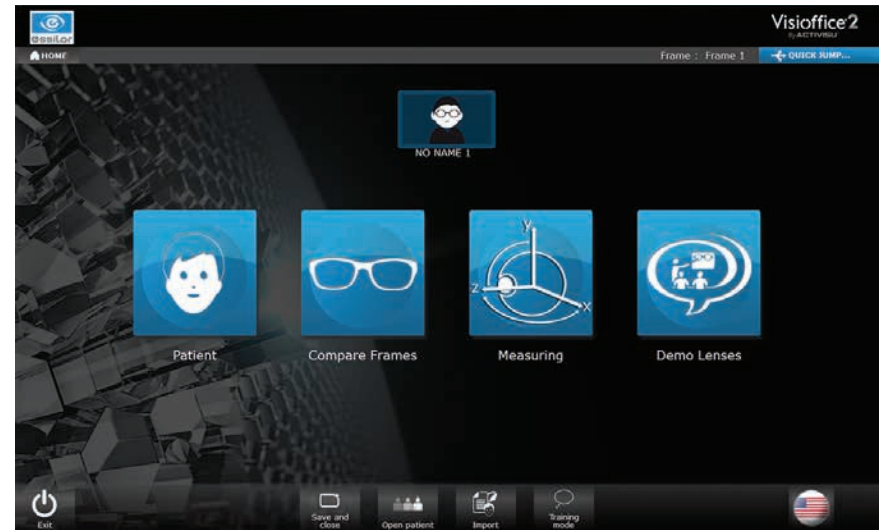 essilor
Visioffice 2
By ACTIVISU
HOME
Frame : Frame 1
QUICK JUMP...
NO NAME 1
y
z
x
Patient
Compare Frames
Measuring
Demo Lenses
Exit
Save and
close
Open patient
Import
Training
mode